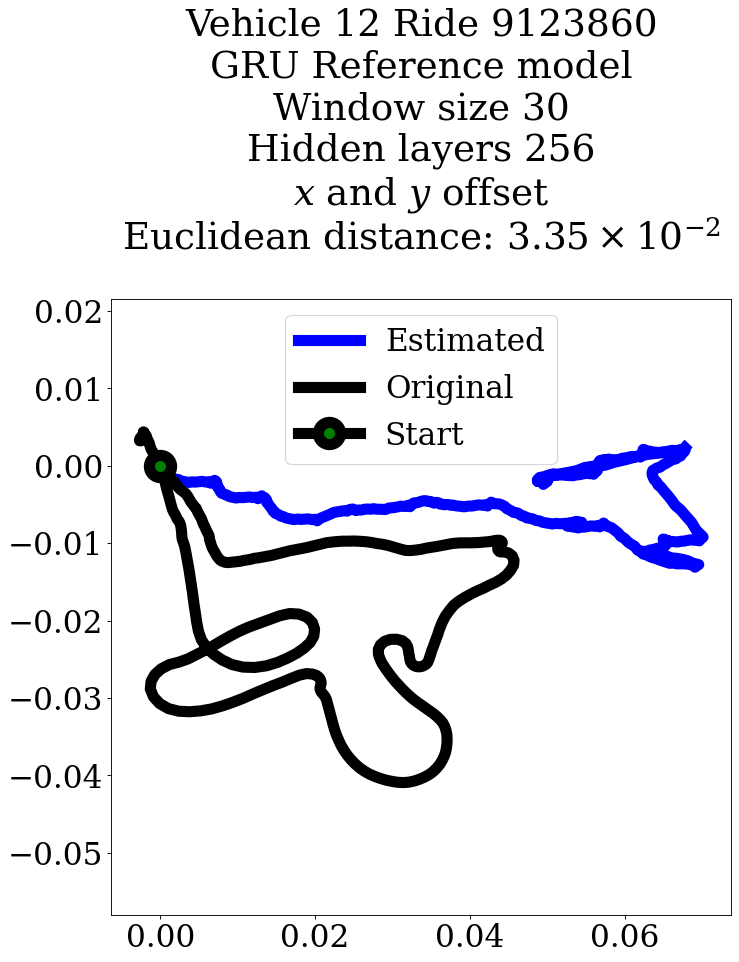 Vehicle 12 Ride 9123860
GRU Reference model
Window size 30
Hidden layers 256
x and y offset
Euclidean distance: 3.35 × 10⁻²
Estimated
Original
Start
0.02
0.01
0.00
−0.01
−0.02
−0.03
−0.04
−0.05
0.00 0.02 0.04 0.06